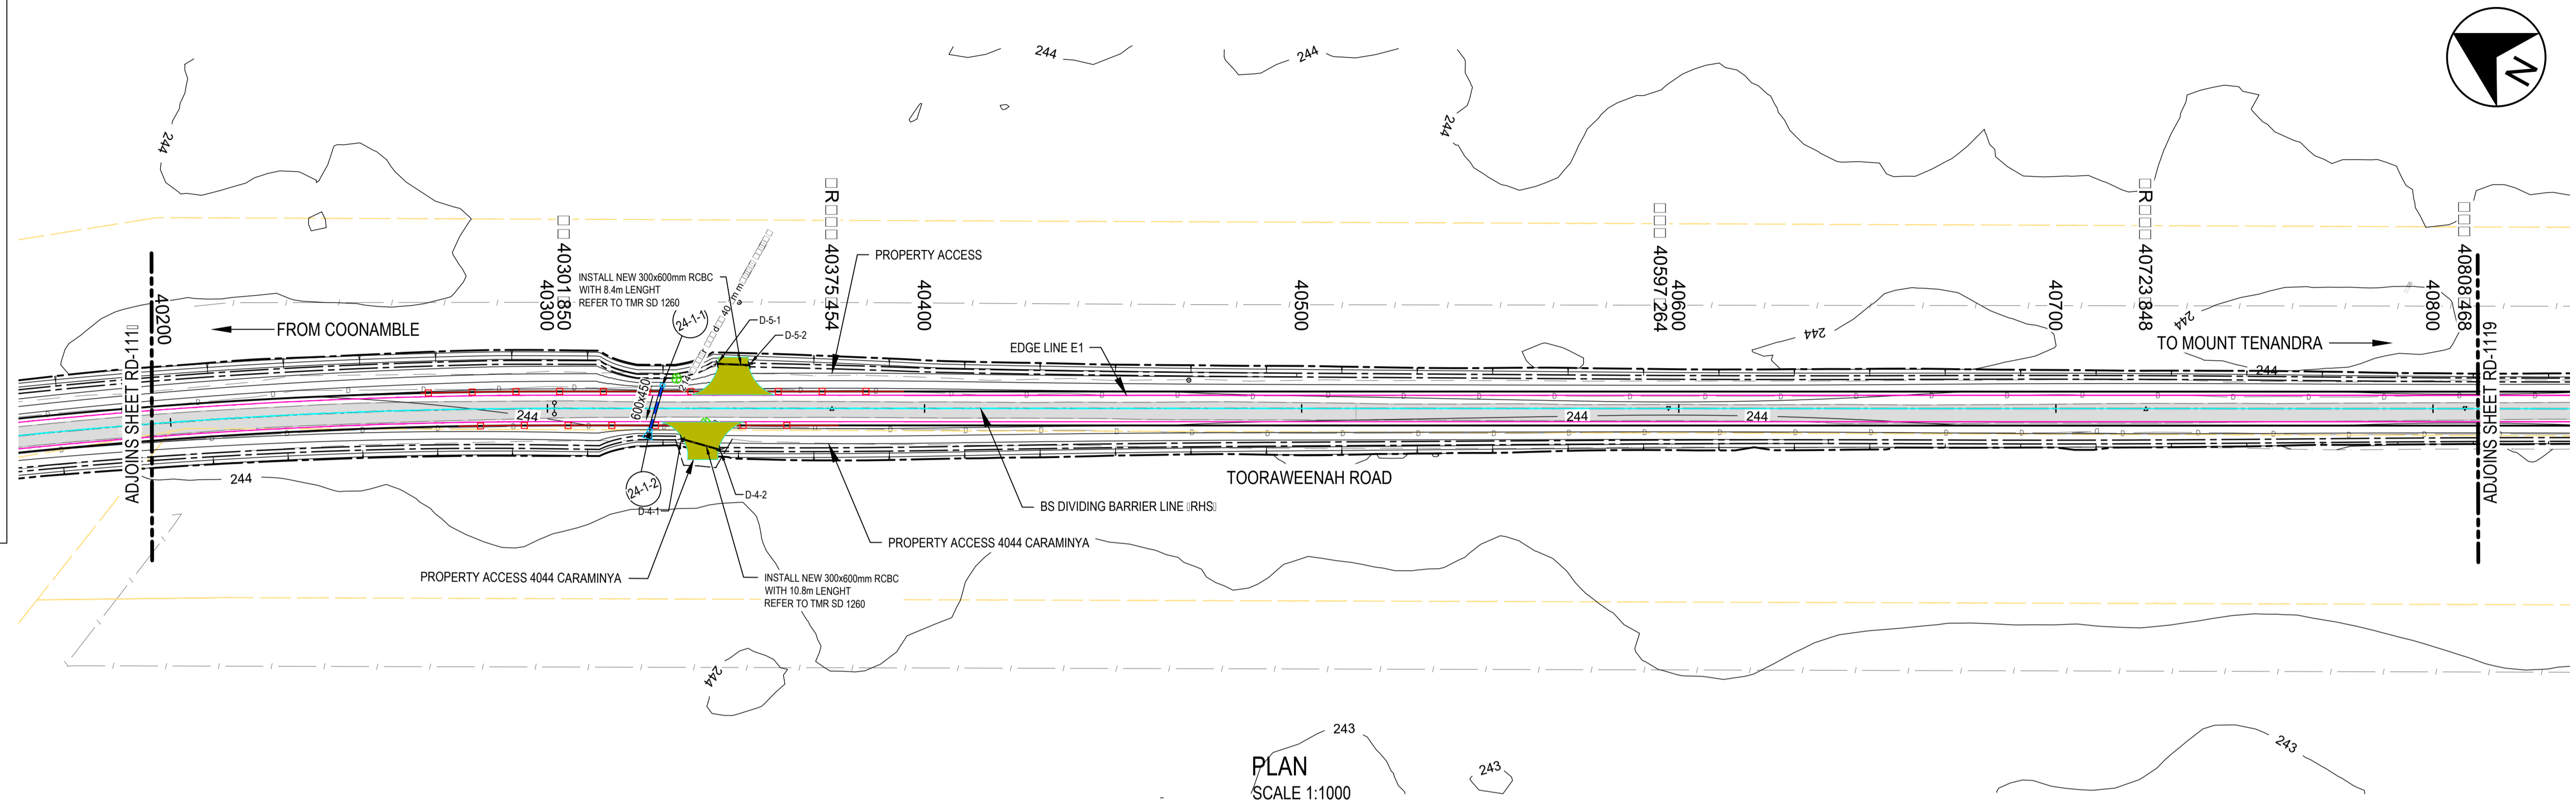 244
244
N
244
244
40301 850
40375 454
40597 264
40723 848
40808 468
PROPERTY ACCESS
INSTALL NEW 300x600mm RCBC
WITH 8.4m LENGHT
REFER TO TMR SD 1260
40200
40300
40400
40500
40600
40700
40800
FROM COONAMBLE
24-1-1
D-5-1
D-5-2
EDGE LINE E1
244
244
TO MOUNT TENANDRA
244
ADJOINS SHEET RD-111
ADJOINS SHEET RD-1119
600x450
244
244
244
244
TOORAWEENAH ROAD
24-1-2
D-4-1
D-4-2
BS DIVIDING BARRIER LINE RHS
PROPERTY ACCESS 4044 CARAMINYA
PROPERTY ACCESS 4044 CARAMINYA
INSTALL NEW 300x600mm RCBC
WITH 10.8m LENGHT
REFER TO TMR SD 1260
244
243
243
243
PLAN
SCALE 1:1000